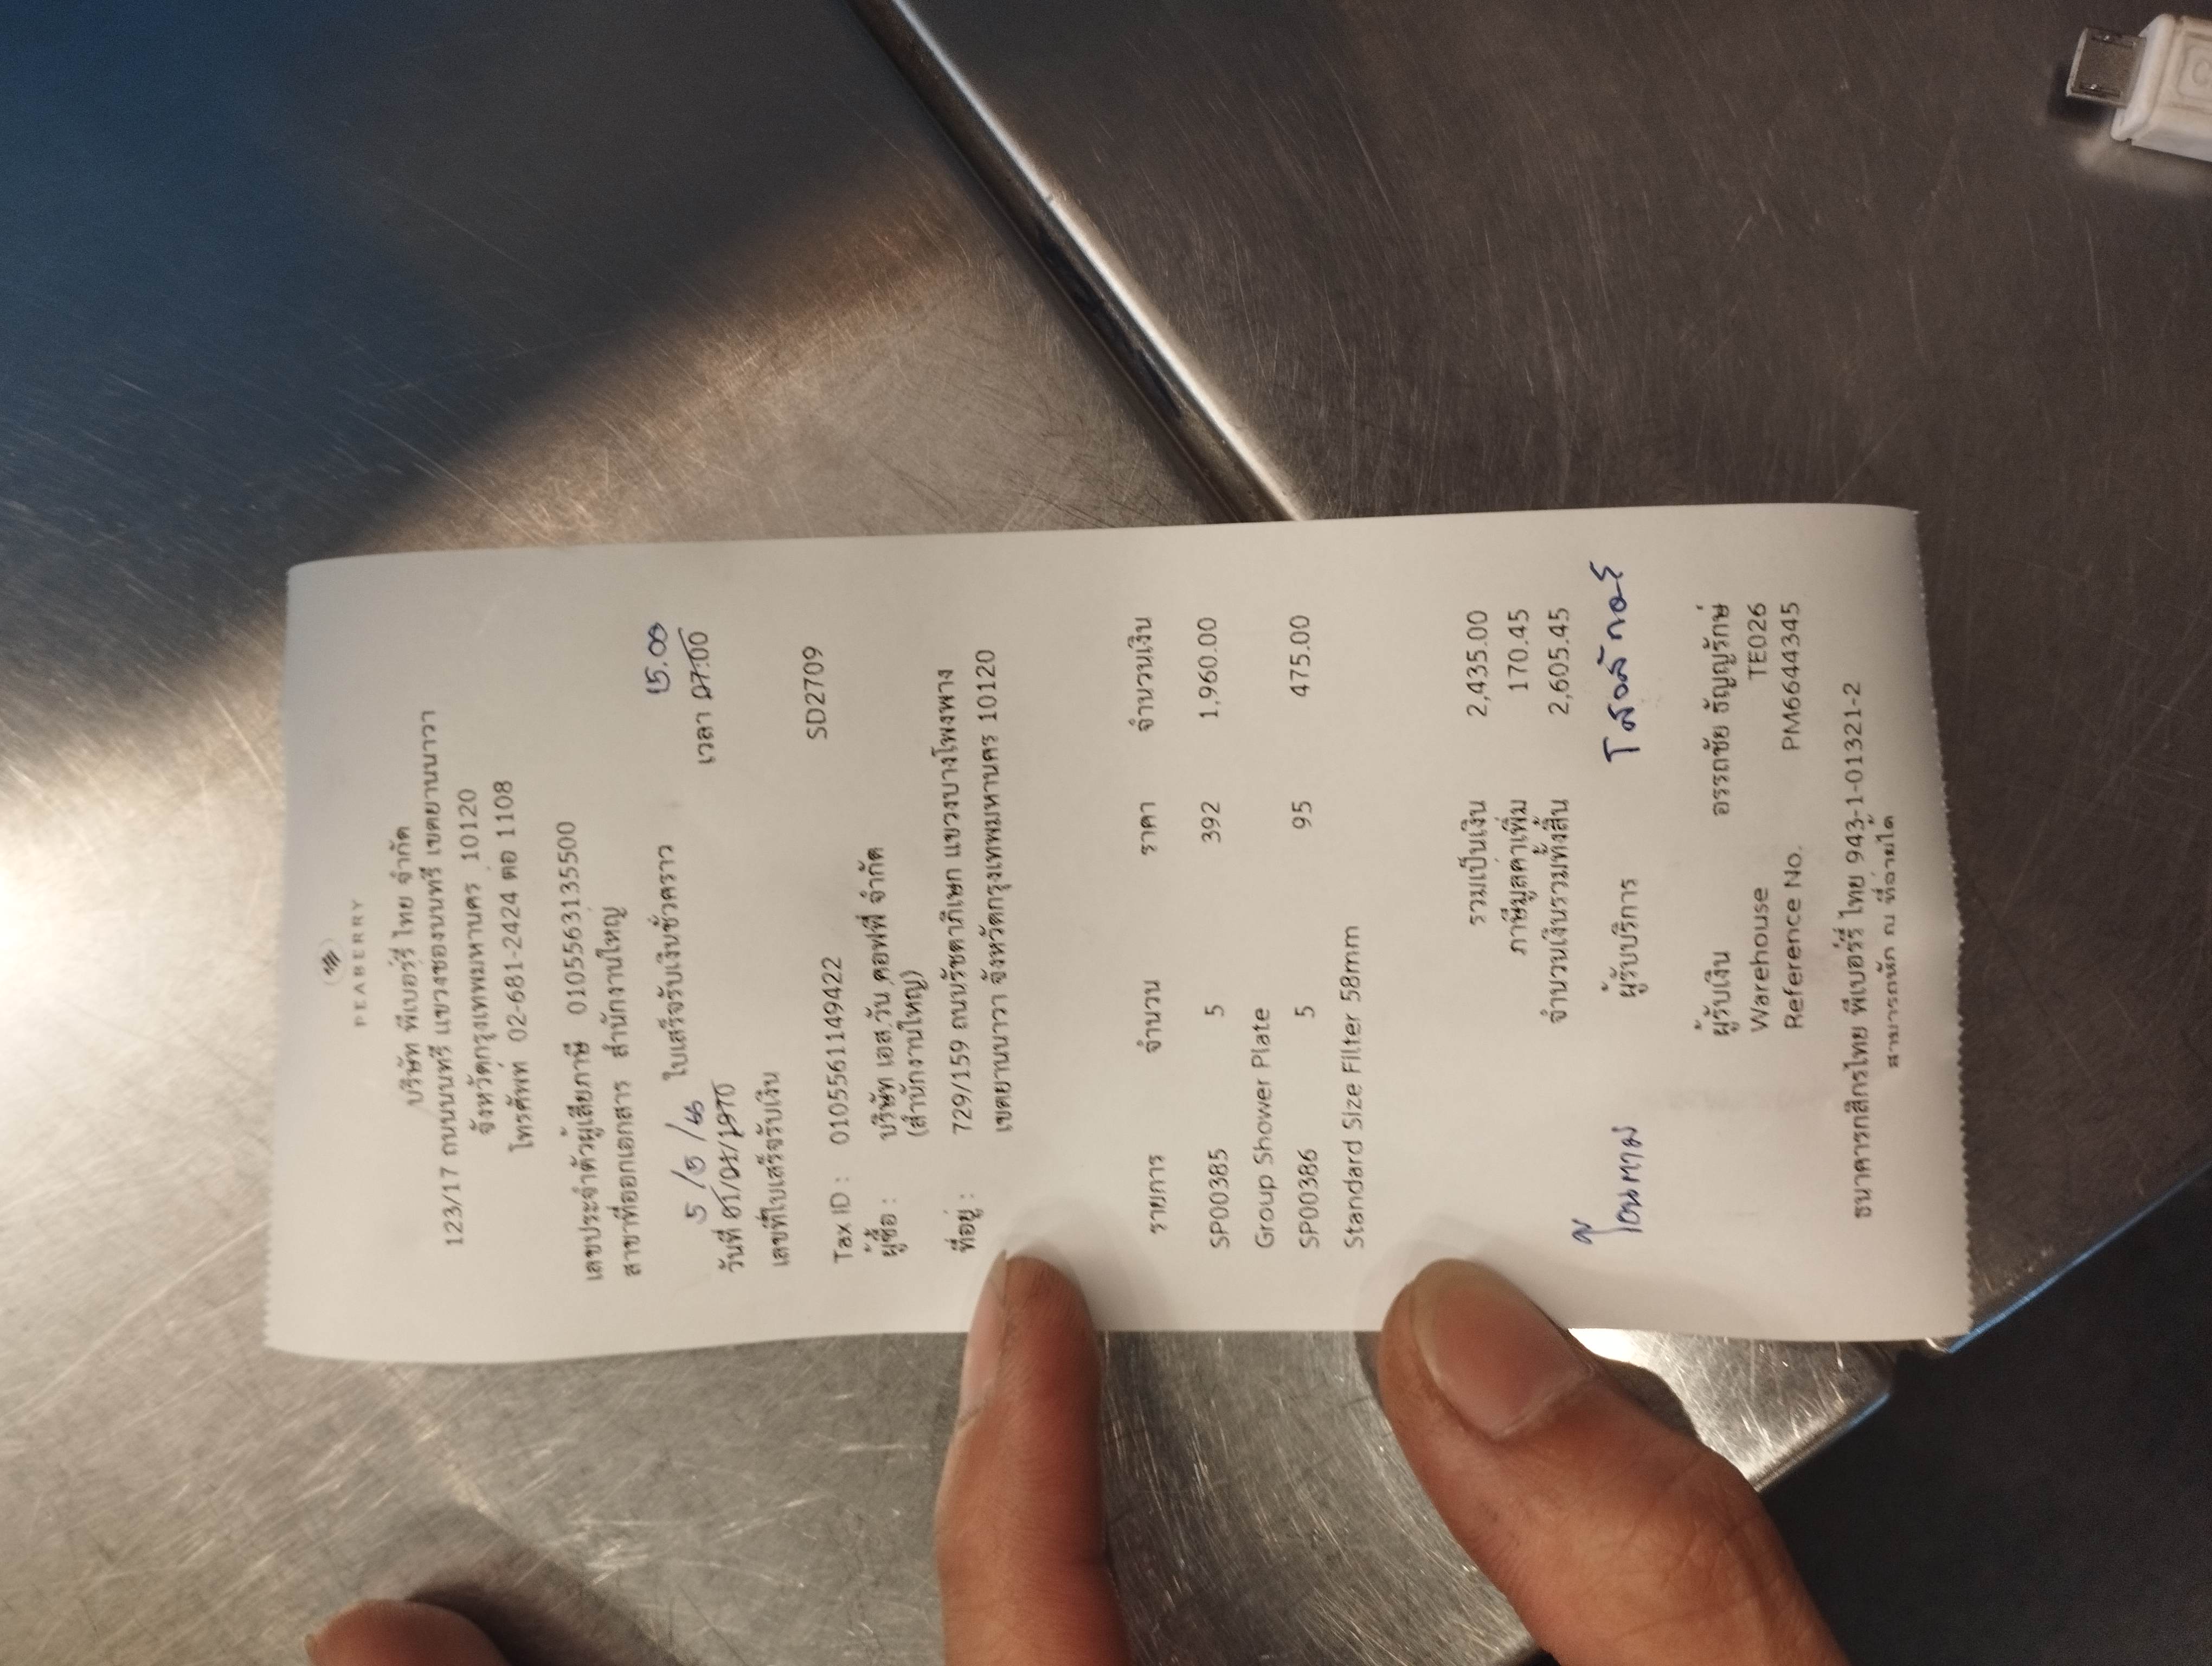 PEABERRY
บริษัท พีเบอร์รี่ ไทย จำกัด
123/17 ถนนนนทรี แขวงช่องนนทรี เขตยานนาวา
จังหวัดกรุงเทพมหานคร 10120
โทรศัพท์ 02-681-2424 ต่อ 1108
เลขประจำตัวผู้เสียภาษี 0105563135500
สาขาที่ออกเอกสาร สำนักงานใหญ่
5/5/66 ใบเสร็จรับเงินชั่วคราว 15.00
วันที่ 01/01/1970 เวลา 07:00
เลขที่ใบเสร็จรับเงิน
SD2709
Tax ID : 0105561149422
ผู้ซื้อ : บริษัท เอส.วัน คอฟฟี่ จำกัด
(สำนักงานใหญ่)
ที่อยู่ : 729/159 ถนนรัชดาภิเษก แขวงบางโพงพาง
เขตยานนาวา จังหวัดกรุงเทพมหานคร 10120
รายการ จำนวน ราคา จำนวนเงิน
SP00385 5 392 1,960.00
Group Shower Plate
SP00386 5 95 475.00
Standard Size Filter 58mm
รวมเป็นเงิน 2,435.00
ภาษีมูลค่าเพิ่ม 170.45
จำนวนเงินรวมทั้งสิ้น 2,605.45
ผู้รับบริการ
ผู้รับเงิน อรรถชัย ธัญญรักษ์
Warehouse TE026
Reference No. PM6644345
ธนาคารกสิกรไทย พีเบอร์รี่ ไทย 943-1-01321-2
สามารถหัก ณ ที่จ่ายได้